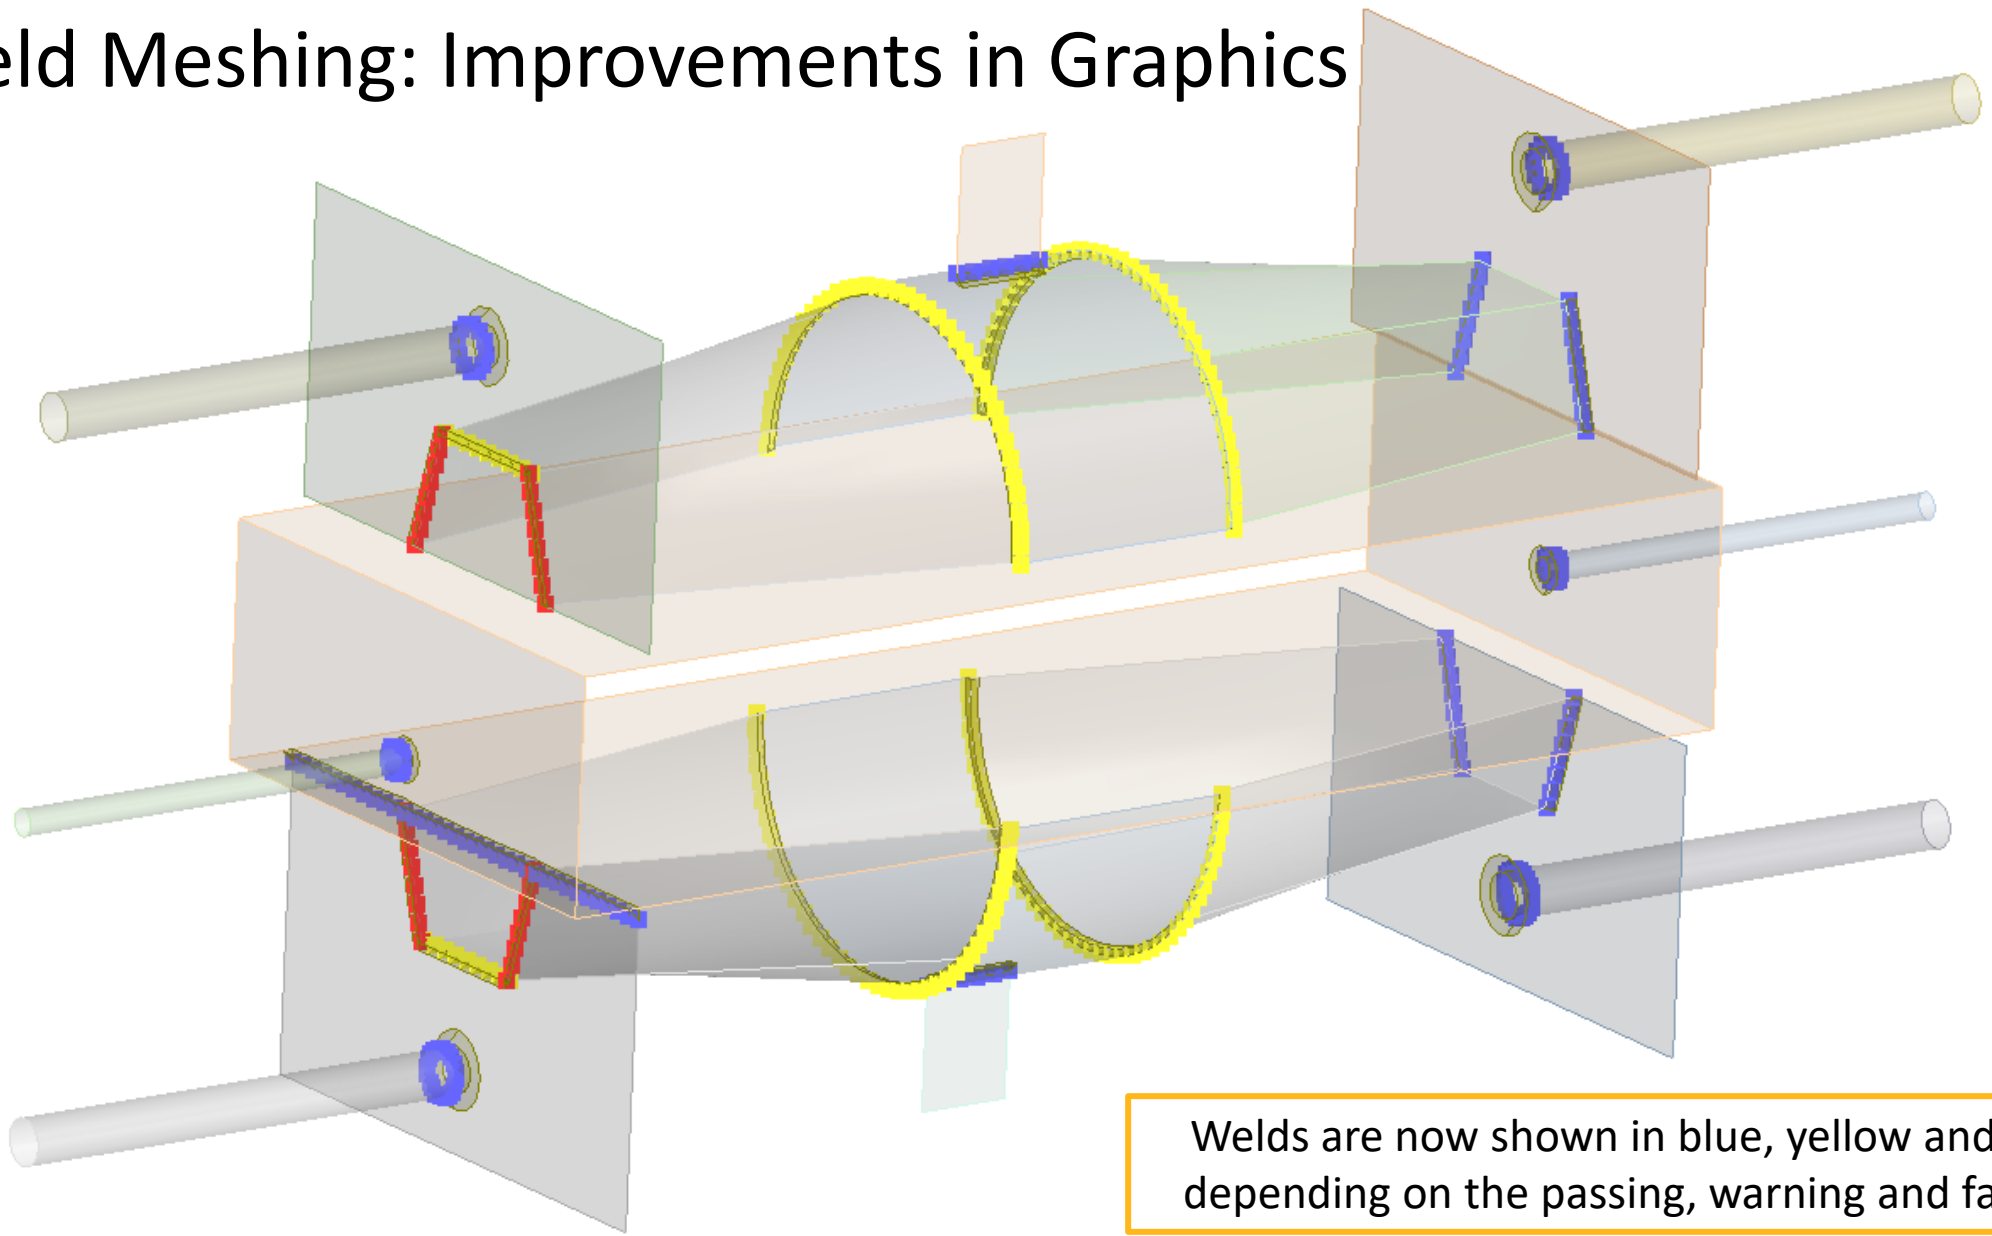 eld Meshing: Improvements in Graphics
Welds are now shown in blue, yellow and
depending on the passing, warning and fa